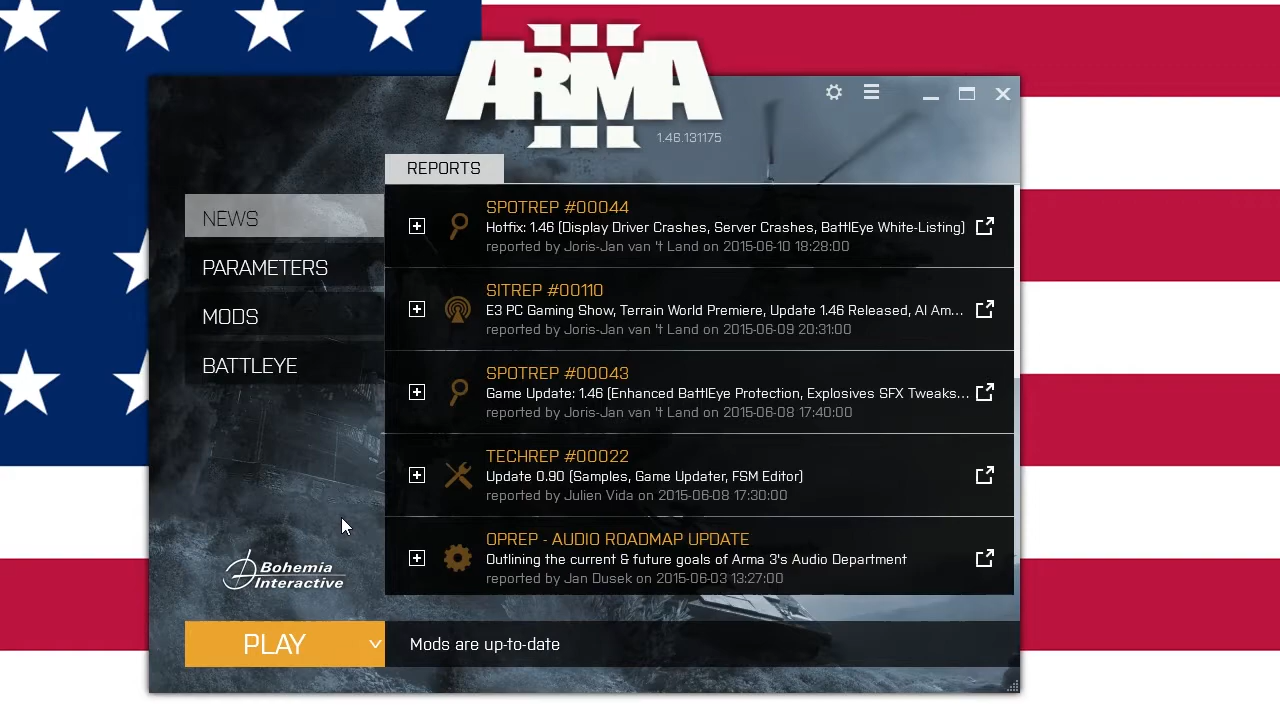 ARMA
1.46.131175
REPORTS
NEWS
PARAMETERS
MODS
BATTLEYE
SPOTREP #00044
Hotfix: 1.46 (Display Driver Crashes, Server Crashes, BattlEye White-Listing)
reported by Joris-Jan van 't Land on 2015-06-10 18:28:00
SITREP #00110
E3 PC Gaming Show, Terrain World Premiere, Update 1.46 Released, AI Am...
reported by Joris-Jan van 't Land on 2015-06-09 20:31:00
SPOTREP #00043
Game Update: 1.46 (Enhanced BattlEye Protection, Explosives SFX Tweaks...
reported by Joris-Jan van 't Land on 2015-06-08 17:40:00
TECHREP #00022
Update 0.90 (Samples, Game Updater, FSM Editor)
reported by Julien Vida on 2015-06-08 17:30:00
OPREP - AUDIO ROADMAP UPDATE
Outlining the current & future goals of Arma 3's Audio Department
reported by Jan Dusek on 2015-06-03 13:27:00
Bohemia
Interactive
PLAY
Mods are up-to-date